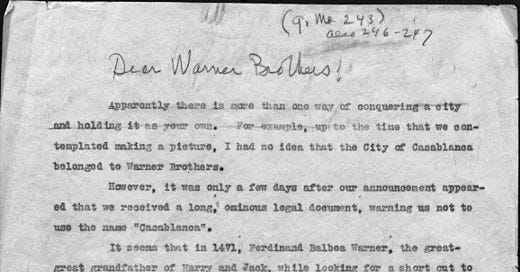 (G. Mc 243)
also 246-247
Dear Warner Brothers!
Apparently there is more than one way of conquering a city
and holding it as your own. For example, up to the time that we con-
templated making a picture, I had no idea that the City of Casablanca
belonged to Warner Brothers.
However, it was only a few days after our announcement appear-
ed that we received a long, ominous legal document, warning us not to
use the name "Casablanca".
It seems that in 1471, Ferdinand Balboa Warner, the great-
great grandfather of Harry and Jack, while looking for a short cut to